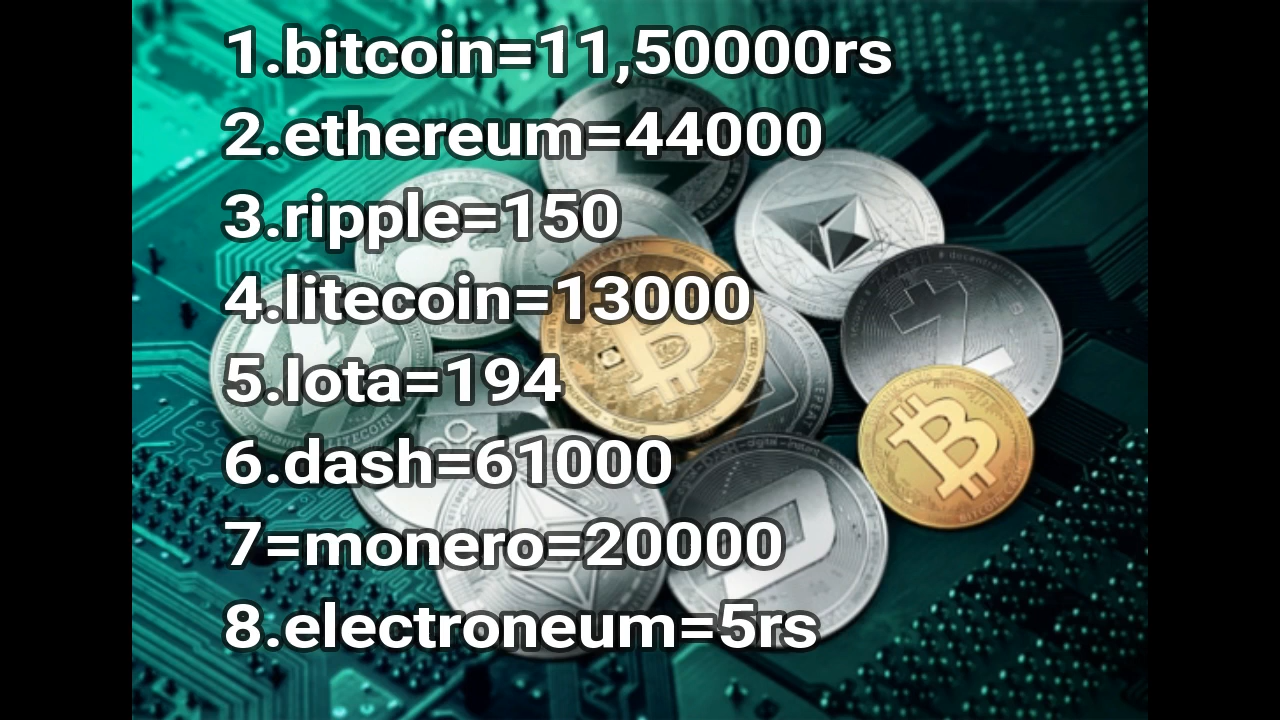 1.bitcoin=11,50000rs
2.ethereum=44000
3.ripple=150
4.litecoin=13000
5.Iota=194
6.dash=61000
7=monero=20000
8.electroneum=5rs